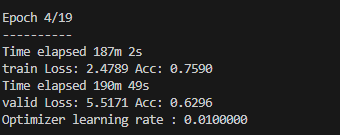 Epoch 4/19
----------
Time elapsed 187m 2s
train Loss: 2.4789 Acc: 0.7590
Time elapsed 190m 49s
valid Loss: 5.5171 Acc: 0.6296
Optimizer learning rate : 0.0100000